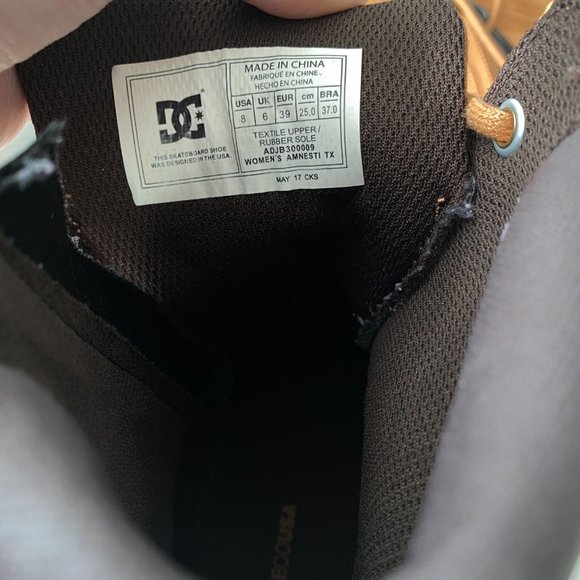 DC
THIS SKATEBOARD SHOE
WAS DESIGNED IN THE USA.
MADE IN CHINA
FABRIQUÉ EN CHINE
HECHO EN CHINA
USA UK EUR cm BRA
8 6 39 25,0 37.0
TEXTILE UPPER/
RUBBER SOLE
ADJB300009
WOMEN'S AMNESTI TX
MAY 17 CKS
ECOUSA